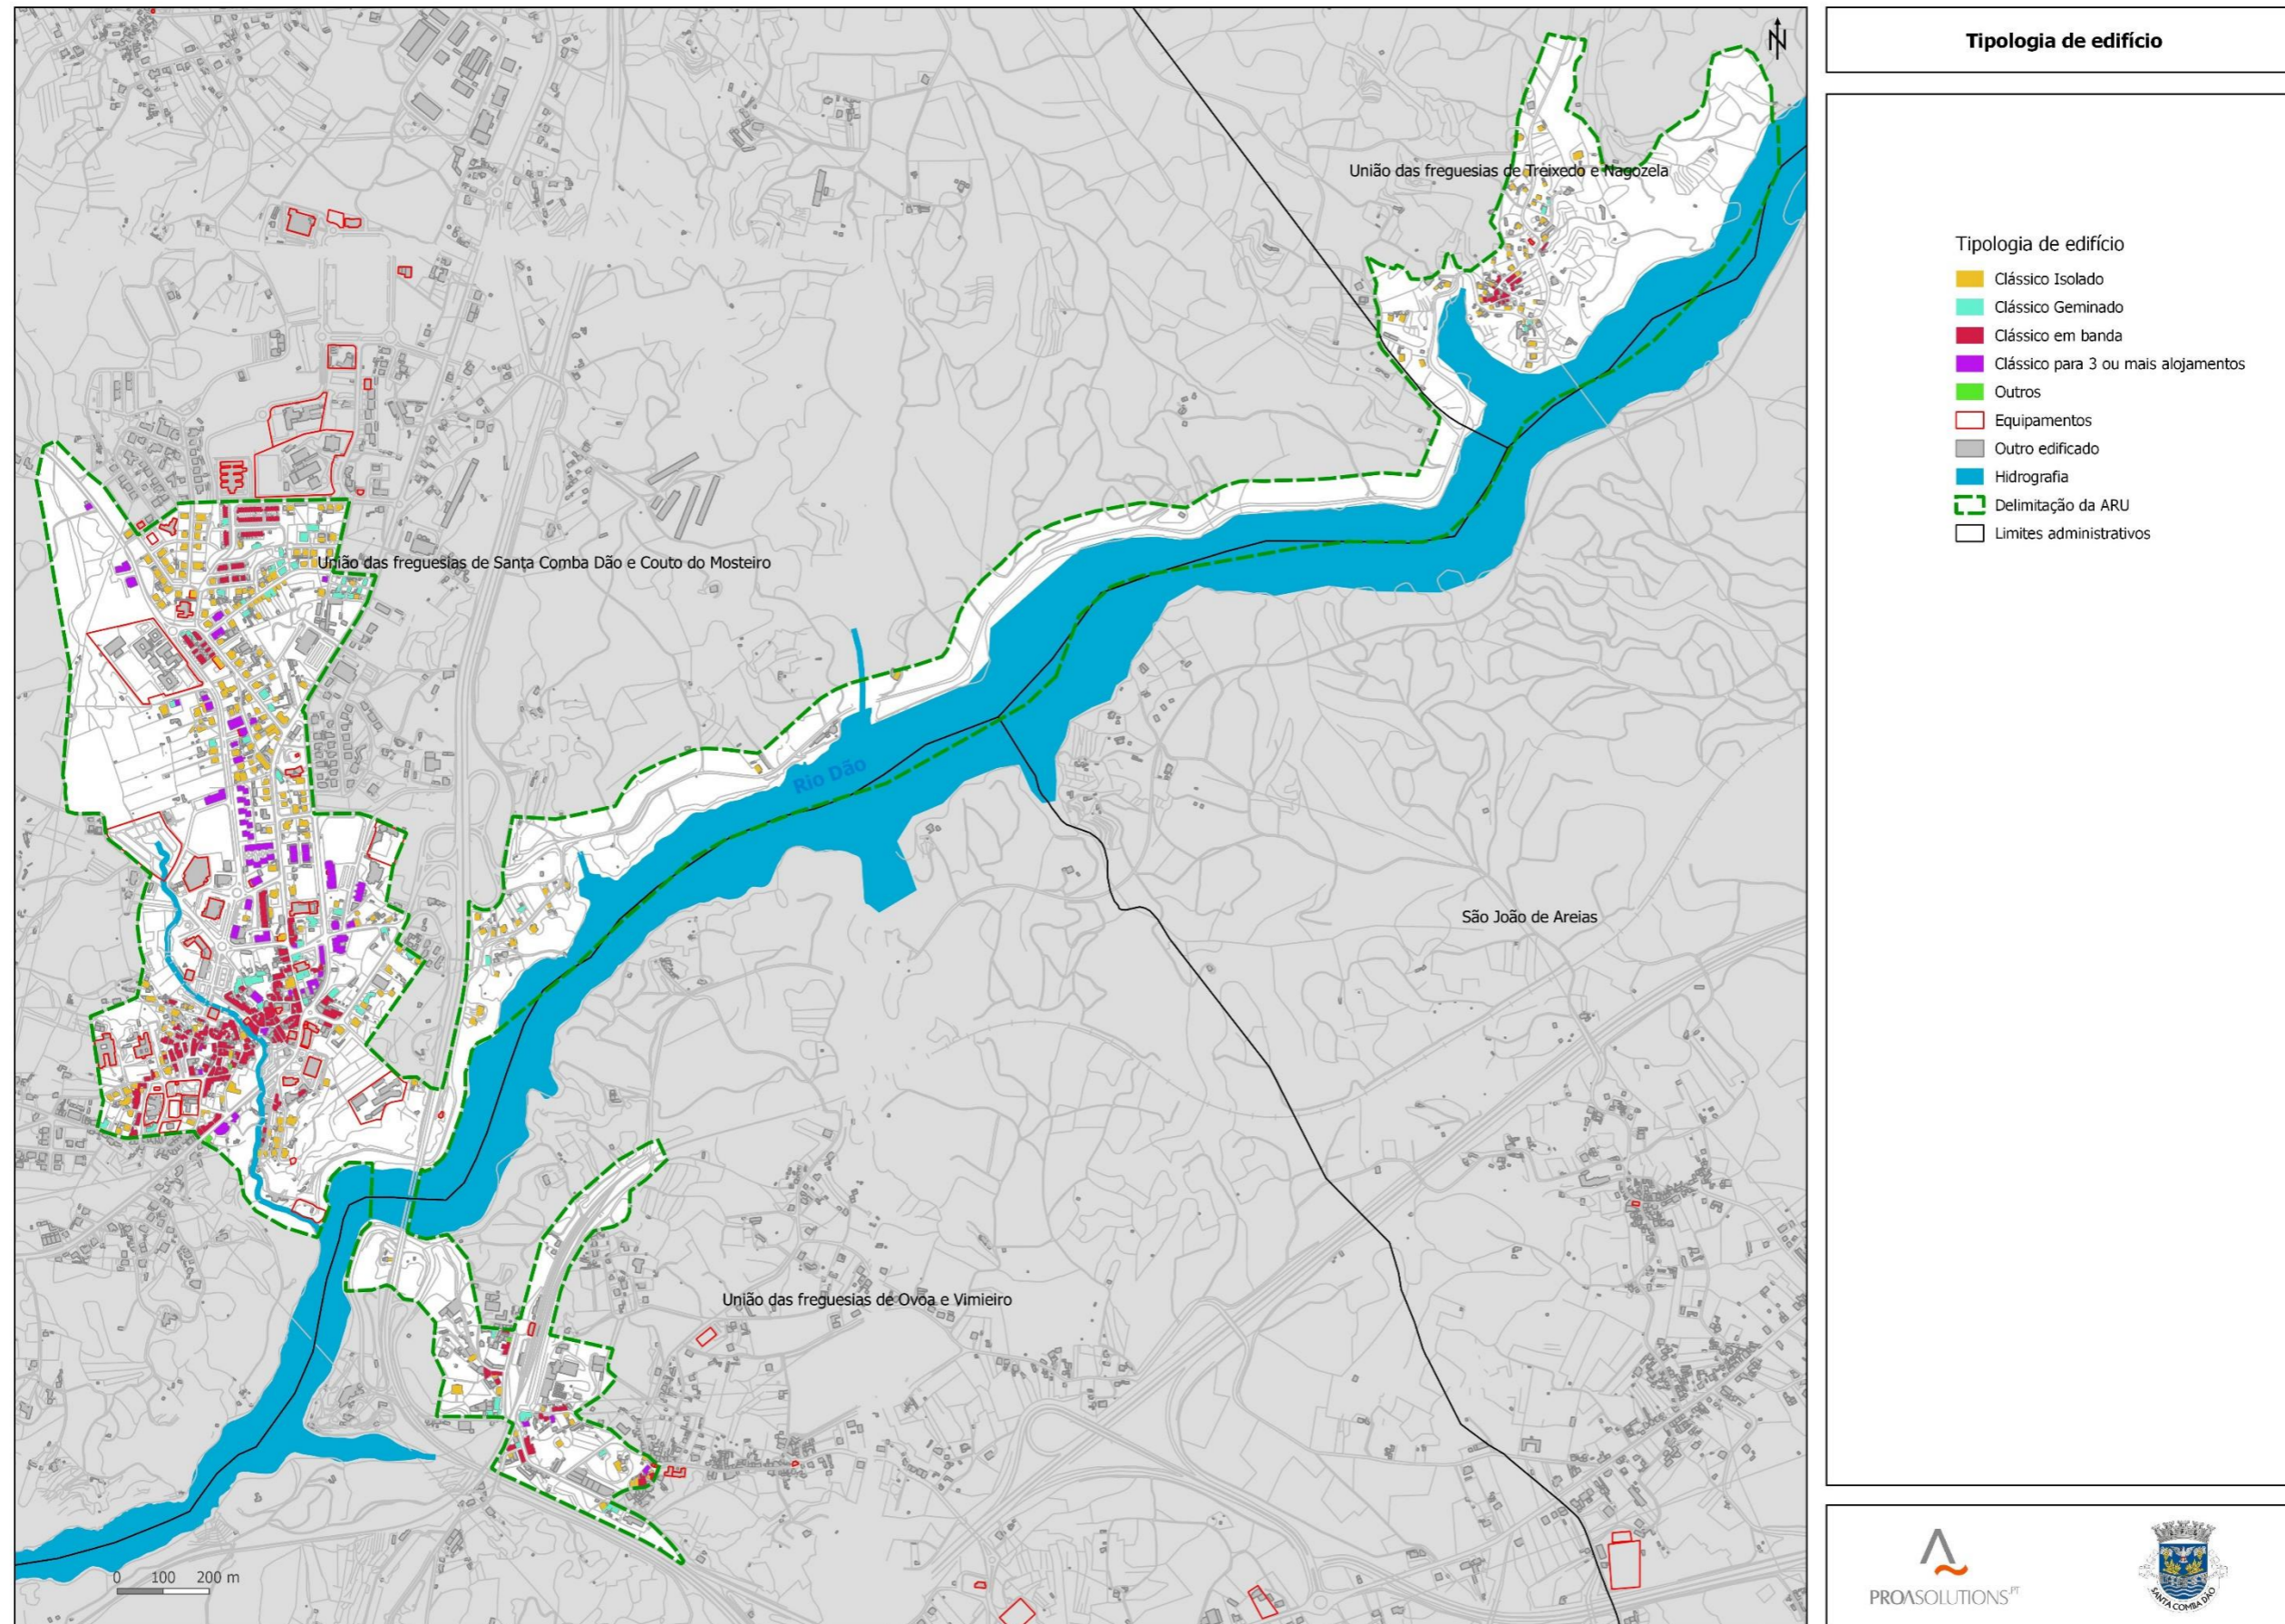 Tipologia de edifício
N
União das freguesias de Treixedo e Nagozela
União das freguesias de Santa Comba Dão e Couto do Mosteiro
Rio Dão
São João de Areias
União das freguesias de Ovoa e Vimieiro
0 100 200 m
Tipologia de edifício
Clássico Isolado
Clássico Geminado
Clássico em banda
Clássico para 3 ou mais alojamentos
Outros
Equipamentos
Outro edificado
Hidrografia
Delimitação da ARU
Limites administrativos
PROASOLUTIONS.PT
SANTA COMBA DÃO